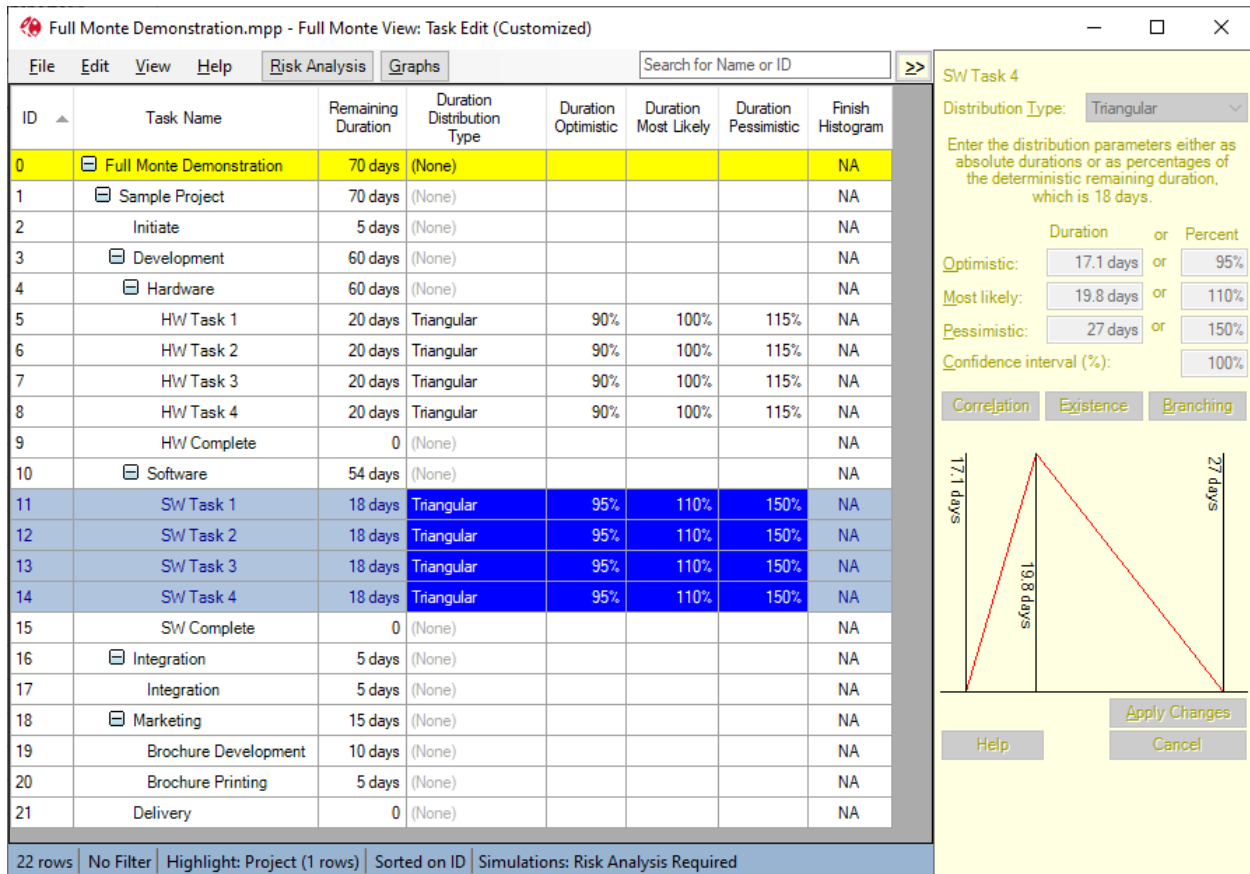 Full Monte Demonstration.mpp - Full Monte View: Task Edit (Customized)
File Edit View Help Risk Analysis Graphs Search for Name or ID >>
ID Task Name Remaining Duration Duration Distribution Type Duration Optimistic Duration Most Likely Duration Pessimistic Finish Histogram
0 Full Monte Demonstration 70 days (None) NA
1 Sample Project 70 days (None) NA
2 Initiate 5 days (None) NA
3 Development 60 days (None) NA
4 Hardware 60 days (None) NA
5 HW Task 1 20 days Triangular 90% 100% 115% NA
6 HW Task 2 20 days Triangular 90% 100% 115% NA
7 HW Task 3 20 days Triangular 90% 100% 115% NA
8 HW Task 4 20 days Triangular 90% 100% 115% NA
9 HW Complete 0 (None) NA
10 Software 54 days (None) NA
11 SW Task 1 18 days Triangular 95% 110% 150% NA
12 SW Task 2 18 days Triangular 95% 110% 150% NA
13 SW Task 3 18 days Triangular 95% 110% 150% NA
14 SW Task 4 18 days Triangular 95% 110% 150% NA
15 SW Complete 0 (None) NA
16 Integration 5 days (None) NA
17 Integration 5 days (None) NA
18 Marketing 15 days (None) NA
19 Brochure Development 10 days (None) NA
20 Brochure Printing 5 days (None) NA
21 Delivery 0 (None) NA
22 rows No Filter Highlight: Project (1 rows) Sorted on ID Simulations: Risk Analysis Required
SW Task 4
Distribution Type: Triangular
Enter the distribution parameters either as
absolute durations or as percentages of
the deterministic remaining duration,
which is 18 days.
Duration or Percent
Optimistic: 17.1 days or 95%
Most likely: 19.8 days or 110%
Pessimistic: 27 days or 150%
Confidence interval (%): 100%
Correlation Existence Branching
17.1 days
19.8 days
27 days
Apply Changes
Help Cancel